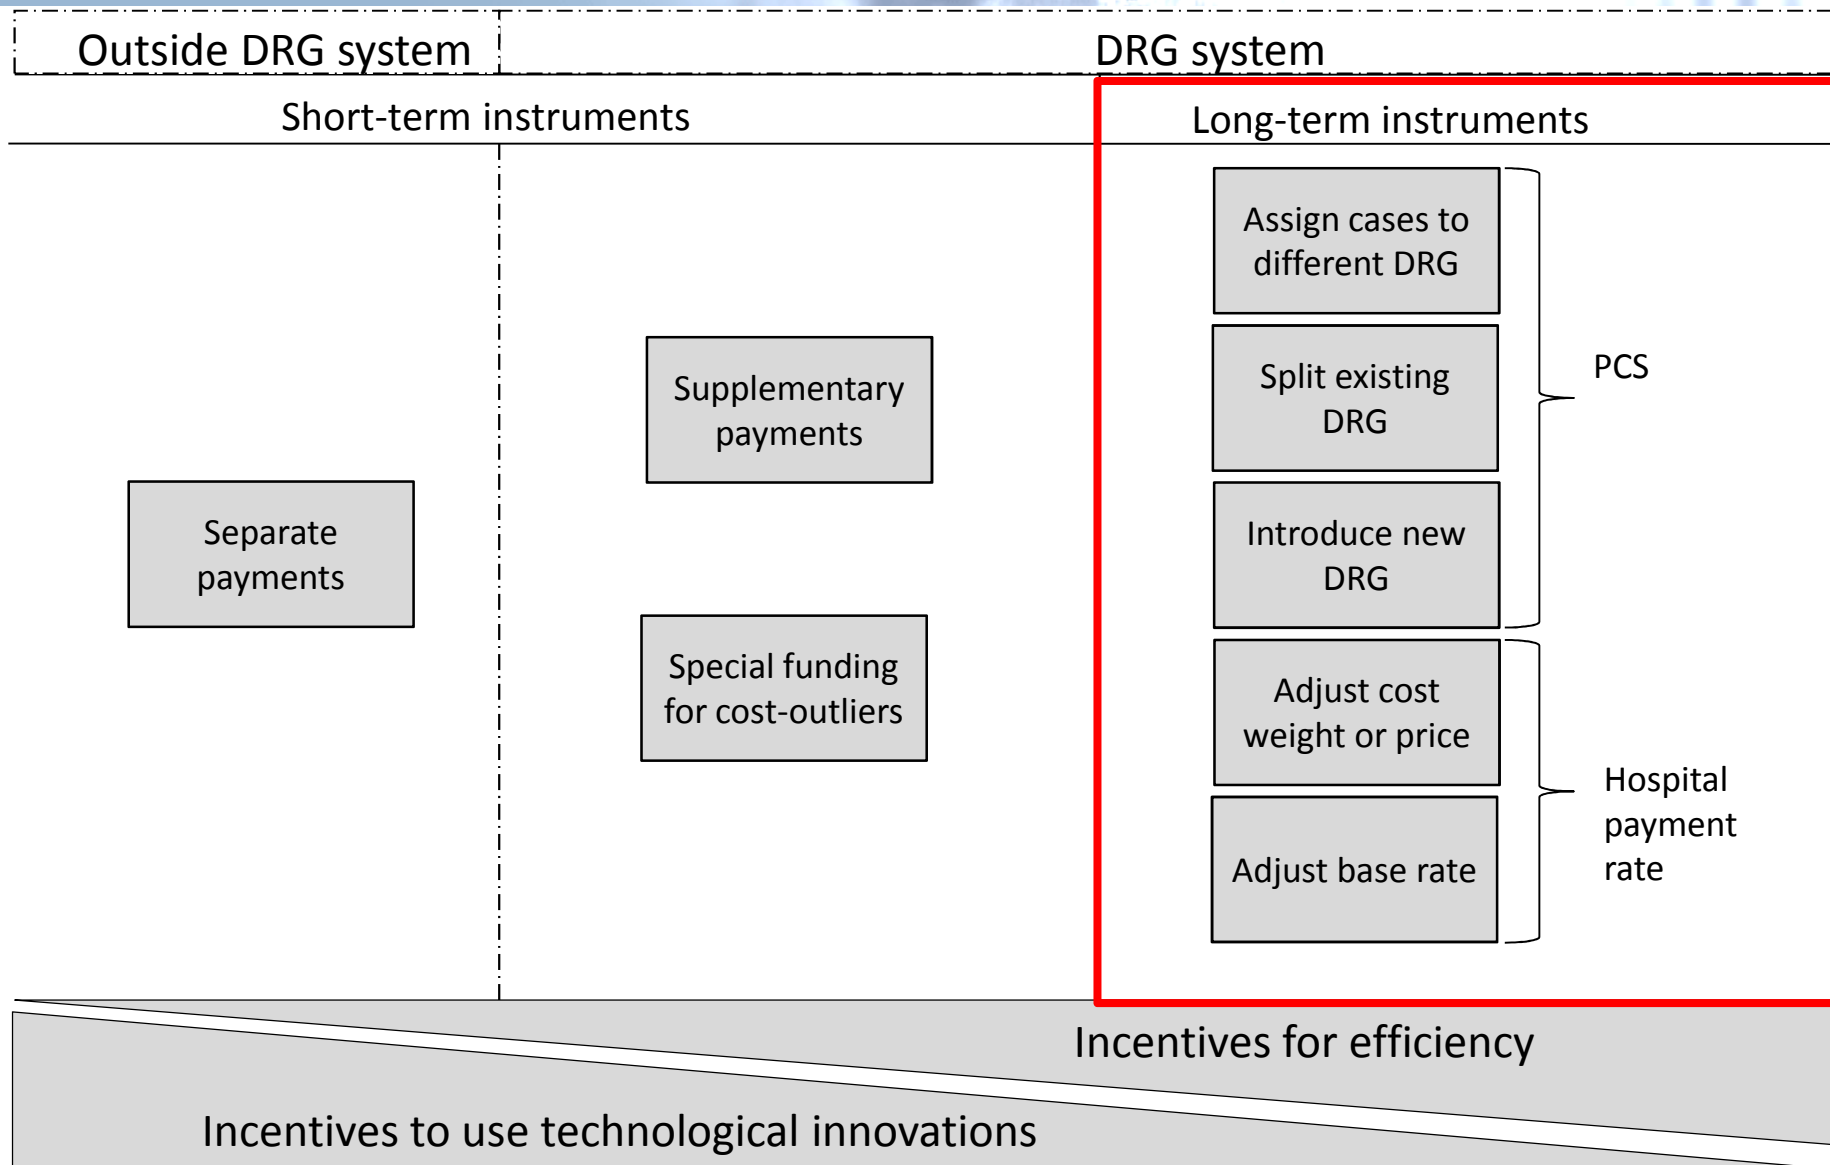 Outside DRG system
DRG system
Short-term instruments
Long-term instruments
Separate
payments
Supplementary
payments
Special funding
for cost-outliers
Assign cases to
different DRG
Split existing
DRG
Introduce new
DRG
PCS
Adjust cost
weight or price
Adjust base rate
Hospital
payment
rate
Incentives for efficiency
Incentives to use technological innovations